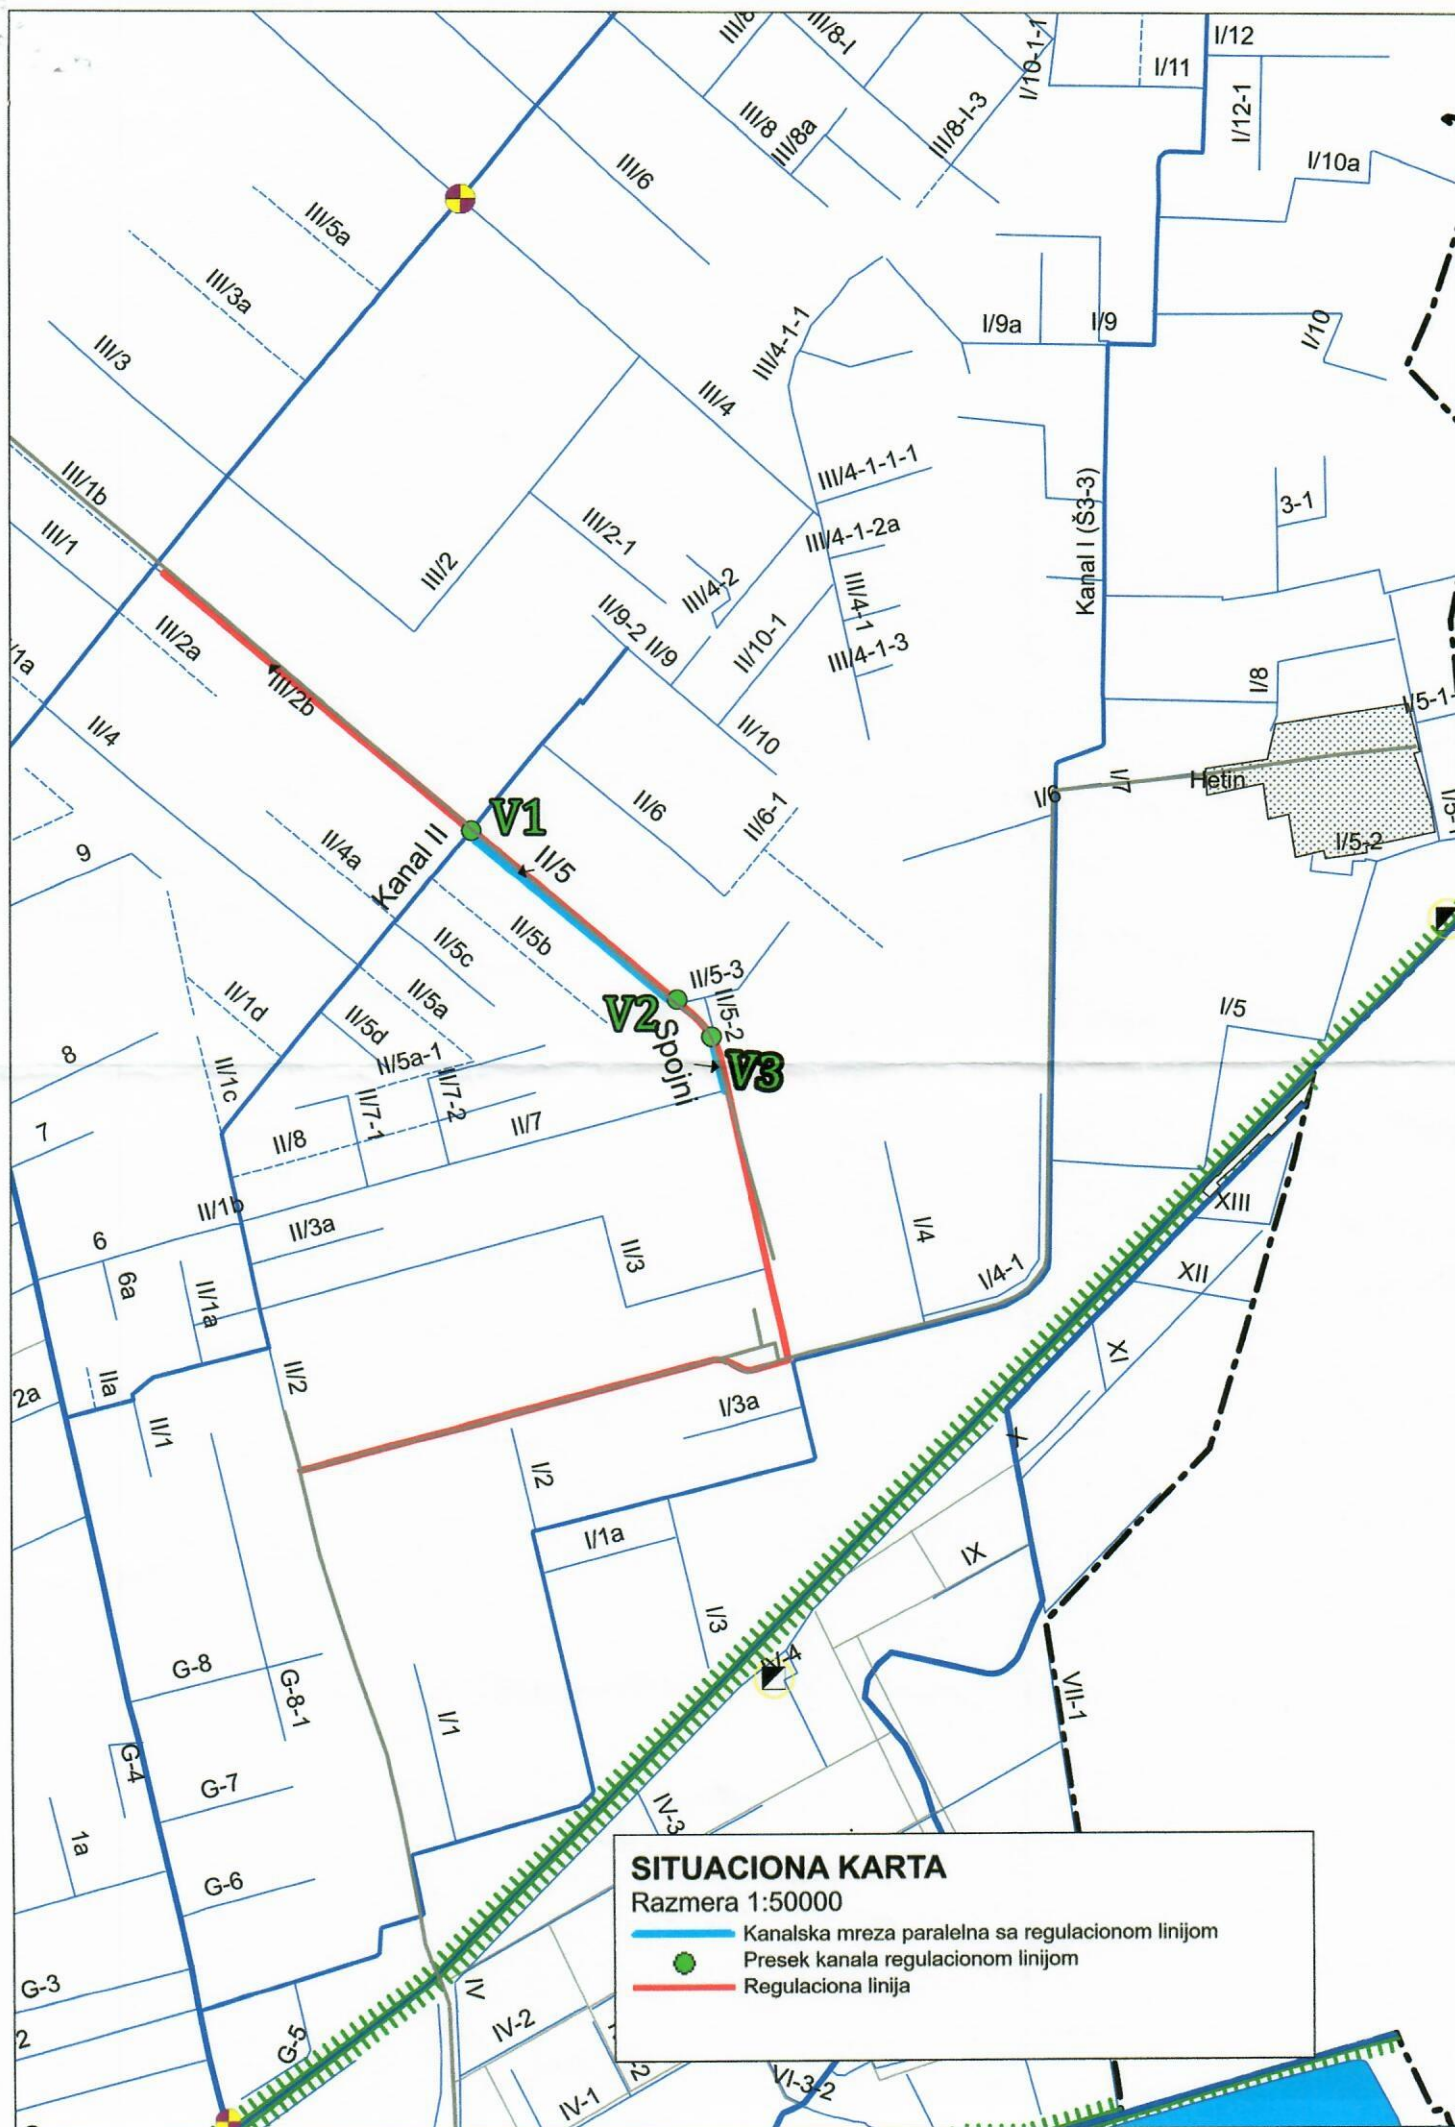 III/8
III/8-I
I/10-1-1
I/12
I/11
I/12-1
III/8
III/8a
III/8-I-3
I/10a
III/6
III/5a
III/3a
III/3
III/4-1-1
I/9a
I/9
I/10
III/4
III/1b
III/4-1-1-1
III/1
III/2-1
III/4-1-2a
Kanal I (Š3-3)
3-1
III/2
III/4-2
III/4-1
II/9-2
II/9
II/10-1
III/4-1-3
III/2a
/1a
III/2b
I/8
I/5-1-
II/4
II/10
I/7
Hetin
I/6
V1
II/6
II/6-1
I/5-2
9
II/4a
Kanal II
II/5
II/5b
II/5c
II/5-3
II/5-2
II/1d
II/5a
II/5d
V2
Spojni
I/5
8
II/1c
II/5a-1
V3
II/7-2
II/7-1
7
II/8
II/7
II/1b
XIII
6
II/3a
II/3
I/4
6a
II/1a
I/4-1
XII
XI
2a
IIa
II/2
I/3a
II/1
X
I/2
I/1a
IX
I/3
G-8
G-8-1
IV-4
VII-1
I/1
G-4
G-7
1a
IV-3
G-6
SITUACIONA KARTA
Razmera 1:50000
Kanalska mreza paralelna sa regulacionom linijom
Presek kanala regulacionom linijom
Regulaciona linija
G-3
IV
2
G-5
IV-2
IV-1
VI-3-2